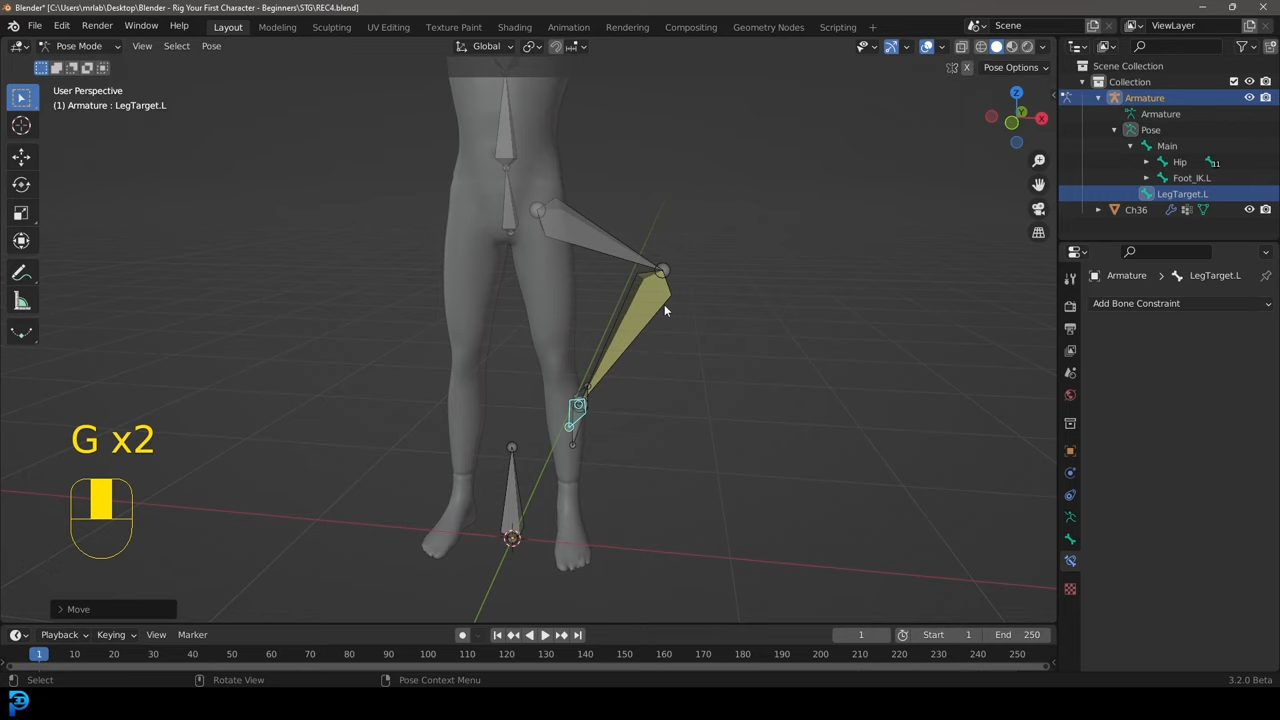 Blender* [C:\Users\mrlab\Desktop\Blender - Rig Your First Character - Beginners\STG\REC4.blend]
File Edit Render Window Help Layout Modeling Sculpting UV Editing Texture Paint Shading Animation Rendering Compositing Geometry Nodes Scripting Scene ViewLayer
Pose Mode View Select Pose Global
X Pose Options
User Perspective
(1) Armature : LegTarget.L
Z
Y
X
Scene Collection
Collection
Armature
Armature
Pose
Main
Hip 11
Foot_IK.L
LegTarget.L
Ch36
Armature > LegTarget.L
Add Bone Constraint
G x2
> Move
Playback Keying View Marker 1 Start 1 End 250
1 10 20 30 40 50 60 70 80 90 100 110 120 130 140 150 160 170 180 190 200 210 220 230 240 250
Select Rotate View Pose Context Menu 3.2.0 Beta